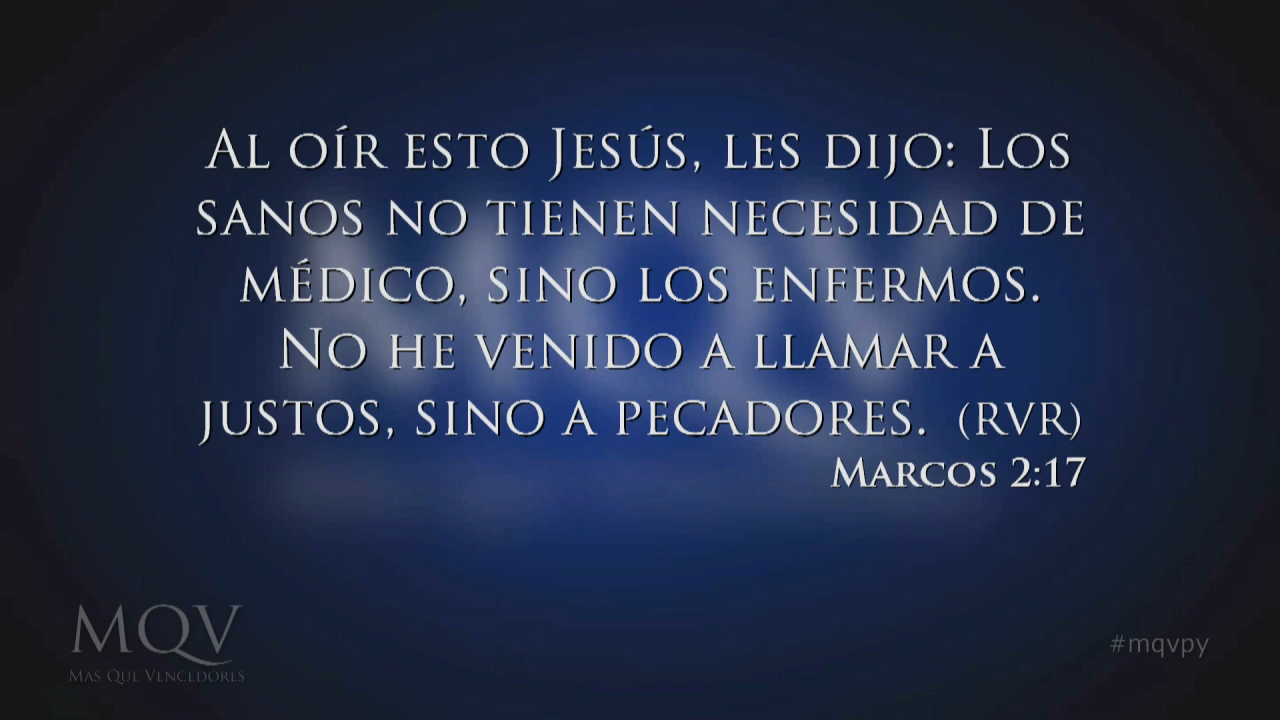 Al oír esto Jesús, les dijo: Los
sanos no tienen necesidad de
médico, sino los enfermos.
No he venido a llamar a
justos, sino a pecadores. (RVR)
Marcos 2:17
MQV
Mas Que Vencedores
#mqvpy